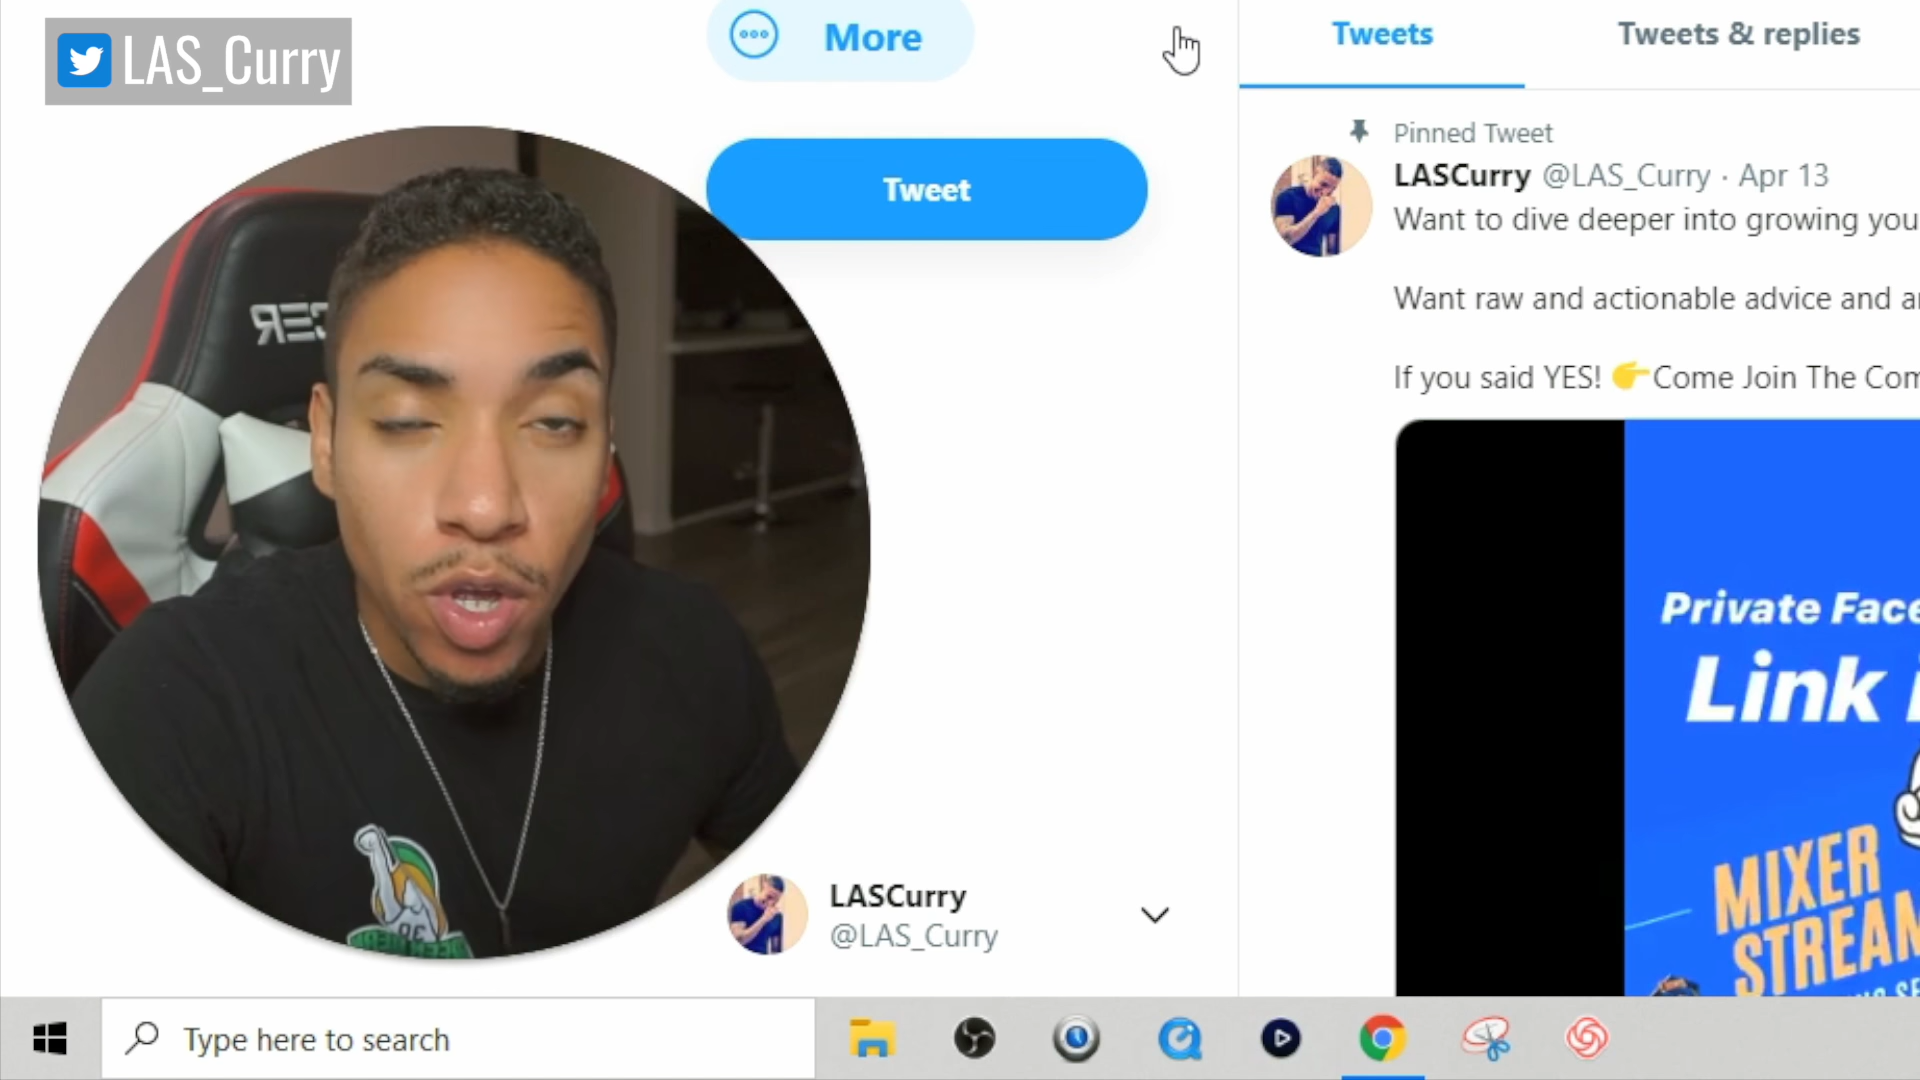 LAS_Curry
More
Tweet
LASCurry
@LAS_Curry
Tweets
Tweets & replies
Pinned Tweet
LASCurry @LAS_Curry · Apr 13
Want to dive deeper into growing you
Want raw and actionable advice and a
If you said YES! 👉Come Join The Com
Private Face
Link i
MIXER
STREAM
Type here to search